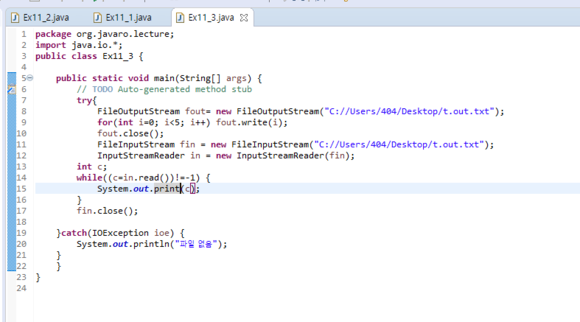 Ex11_2.java Ex11_1.java Ex11_3.java
1 package org.javaro.lecture;
2 import java.io.*;
3 public class Ex11_3 {
4
5 public static void main(String[] args) {
6 // TODO Auto-generated method stub
7 try{
8 FileOutputStream fout= new FileOutputStream("C://Users/404/Desktop/t.out.txt");
9 for(int i=0; i<5; i++) fout.write(i);
10 fout.close();
11 FileInputStream fin = new FileInputStream("C://Users/404/Desktop/t.out.txt");
12 InputStreamReader in = new InputStreamReader(fin);
13 int c;
14 while((c=in.read())!=-1) {
15 System.out.print(c);
16 }
17 fin.close();
18
19 }catch(IOException ioe) {
20 System.out.println("파일 없음");
21 }
22 }
23 }
24